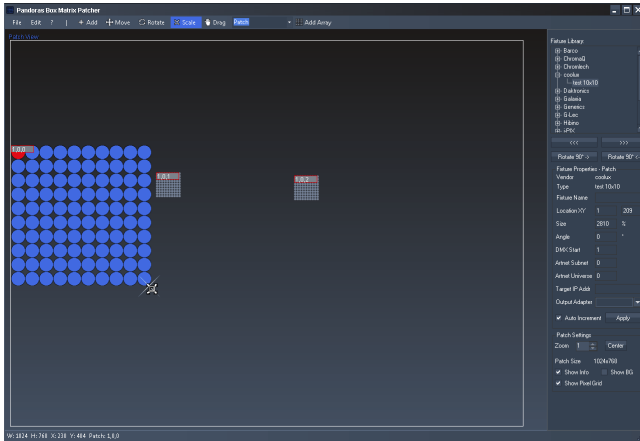 Pandoras Box Matrix Patcher
File Edit ? | + Add Move Rotate Scale Drag Patch Add Array
Patch View
Fixture Library:
Barco
ChromaQ
Chromlech
coolux
test 10x10
Daktronics
Galaxia
Generics
G-Lec
Hibino
<<< >>>
Rotate 90° > Rotate 90° <
1,0,0
1,0,1
1,0,2
Fixture Properties - Patch
Vendor coolux
Type test 10x10
Fixture Name
Location XY 1 209
Size 2810 %
Angle 0 °
DMX Start 1
Artnet Subnet 0
Artnet Universe 0
Target IP Addr
Output Adapter
Auto Increment Apply
Patch Settings
Zoom 1 Center
Patch Size 1024x768
Show Info Show BG
Show Pixel Grid
W: 1024 H: 768 X: 230 Y: 404 Patch: 1,0,0